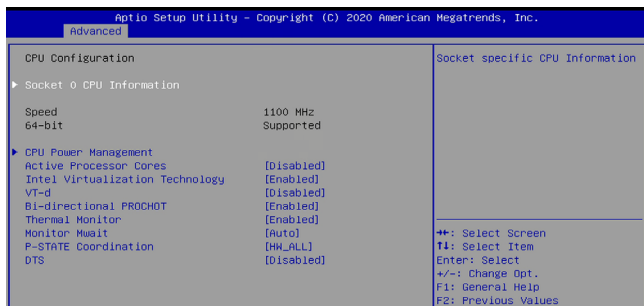 Aptio Setup Utility – Copyright (C) 2020 American Megatrends, Inc.
Advanced
CPU Configuration
Socket specific CPU Information
Socket 0 CPU Information
Speed 1100 MHz
64-bit Supported
CPU Power Management
Active Processor Cores [Disabled]
Intel Virtualization Technology [Enabled]
VT-d [Disabled]
Bi-directional PROCHOT [Enabled]
Thermal Monitor [Enabled]
Monitor Mwait [Auto]
P-STATE Coordination [HW_ALL]
DTS [Disabled]
→←: Select Screen
↑↓: Select Item
Enter: Select
+/-: Change Opt.
F1: General Help
F2: Previous Values